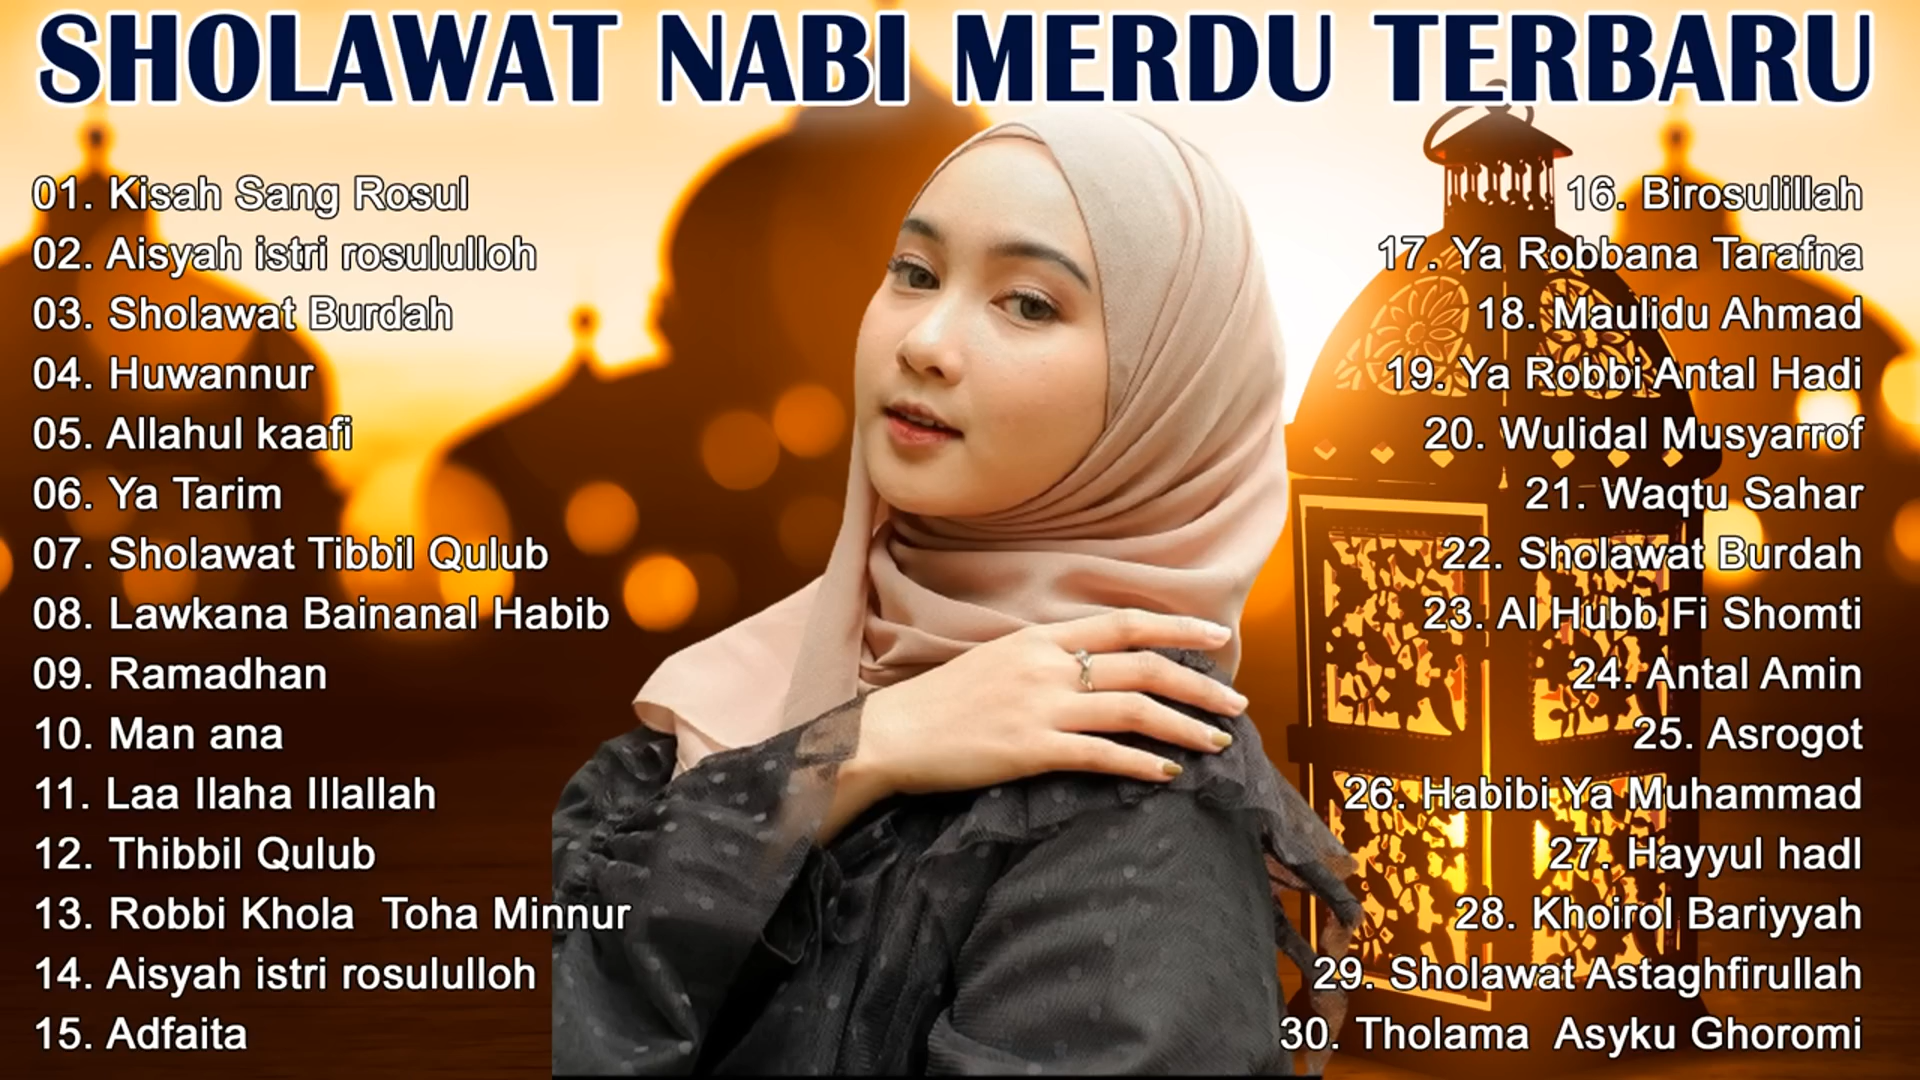 SHOLAWAT NABI MERDU TERBARU
01. Kisah Sang Rosul
02. Aisyah istri rosululloh
03. Sholawat Burdah
04. Huwannur
05. Allahul kaafi
06. Ya Tarim
07. Sholawat Tibbil Qulub
08. Lawkana Bainanal Habib
09. Ramadhan
10. Man ana
11. Laa Ilaha Illallah
12. Thibbil Qulub
13. Robbi Khola  Toha Minnur
14. Aisyah istri rosululloh
15. Adfaita
16. Birosulillah
17. Ya Robbana Tarafna
18. Maulidu Ahmad
19. Ya Robbi Antal Hadi
20. Wulidal Musyarrof
21. Waqtu Sahar
22. Sholawat Burdah
23. Al Hubb Fi Shomti
24. Antal Amin
25. Asrogot
26. Habibi Ya Muhammad
27. Hayyul hadl
28. Khoirol Bariyyah
29. Sholawat Astaghfirullah
30. Tholama  Asyku Ghoromi